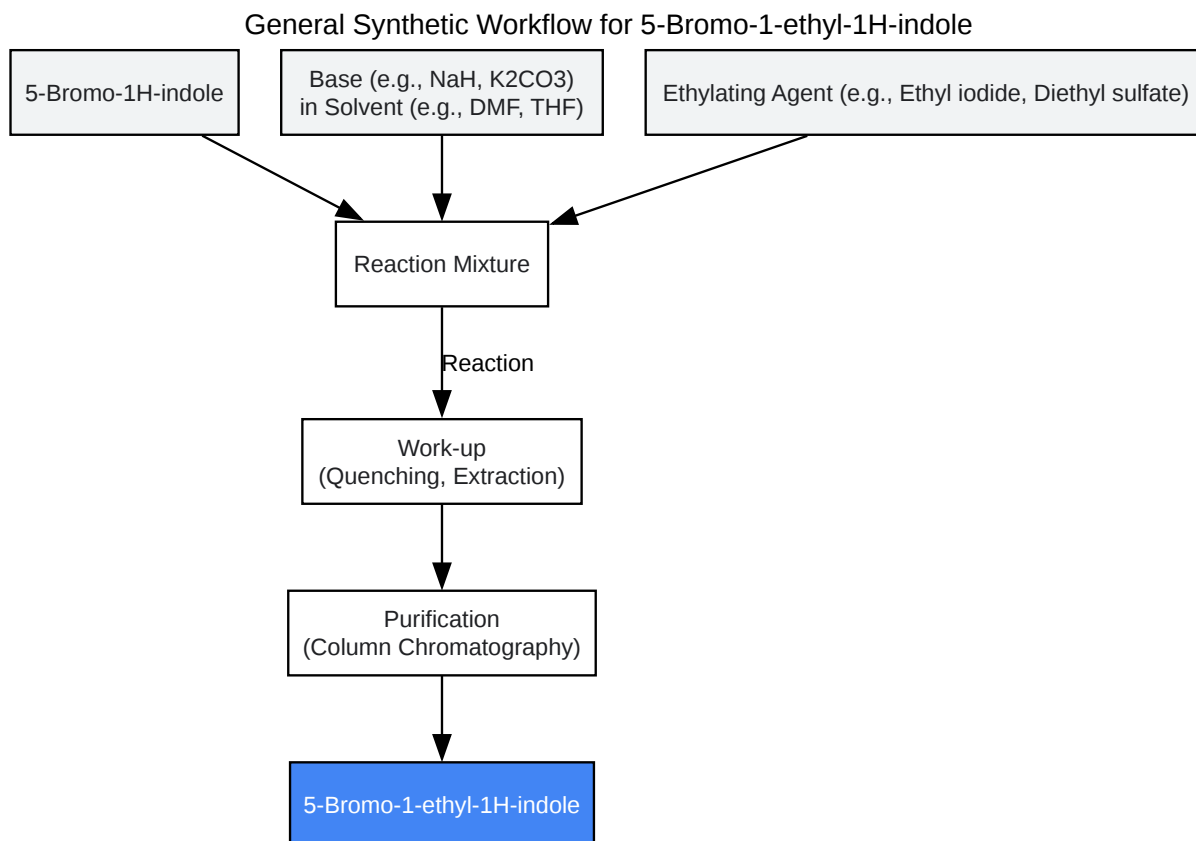 General Synthetic Workflow for 5-Bromo-1-ethyl-1H-indole
5-Bromo-1H-indole
Base (e.g., NaH, K2CO3)
in Solvent (e.g., DMF, THF)
Ethylating Agent (e.g., Ethyl iodide, Diethyl sulfate)
Reaction Mixture
Reaction
Work-up
(Quenching, Extraction)
Purification
(Column Chromatography)
5-Bromo-1-ethyl-1H-indole